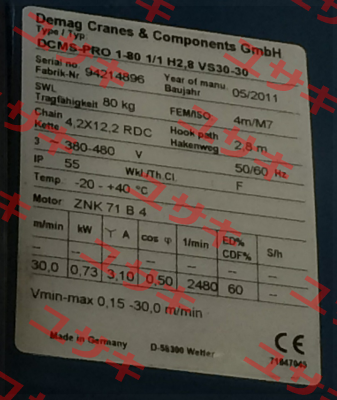 Demag Cranes & Components GmbH
Type / Typ
DCMS-PRO 1-80 1/1 H2,8 VS30-30
Serial no Year of manu.
Fabrik-Nr 94214896 Baujahr 05/2011
SWL
Tragfähigkeit 80 kg FEM/ISO 4m/M7
Chain Hook path
Kette 4,2X12,2 RDC Hakenweg 2,8 m
3 ~ 380-480 V 50/60 Hz
IP 55 Wkl./Th.Cl. F
Temp. -20 - +40 °C
Motor ZNK 71 B 4
m/min kW Y A cos φ 1/min ED% CDF% S/h
-- -- -- -- -- -- --
30,0 0,73 3,10 0,50 2480 60 --
Vmin-max 0,15 -30,0 m/min
Made in Germany D-58300 Wetter CE
71847045
ユサキ